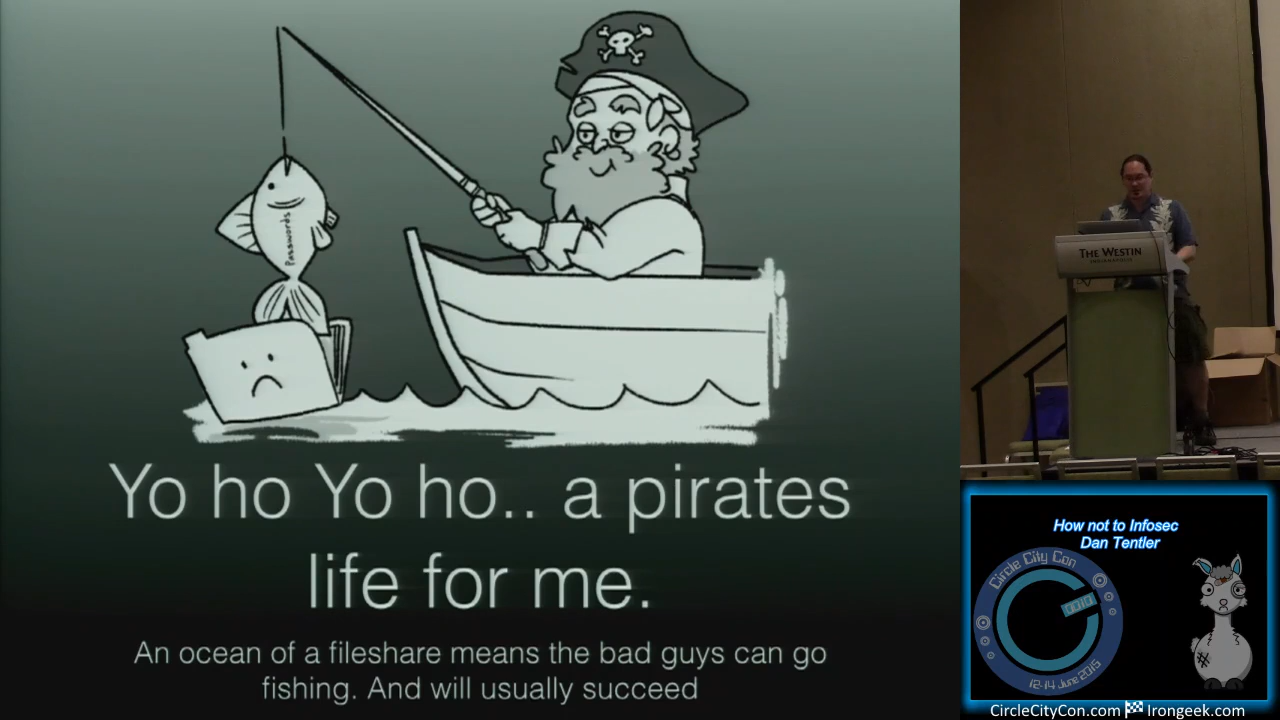 Passwords
Yo ho Yo ho.. a pirates
life for me.
An ocean of a fileshare means the bad guys can go
fishing. And will usually succeed
THE WESTIN
INDIANAPOLIS
How not to Infosec
Dan Tentler
Circle City Con
12-14 June 2015
CircleCityCon.com Irongeek.com